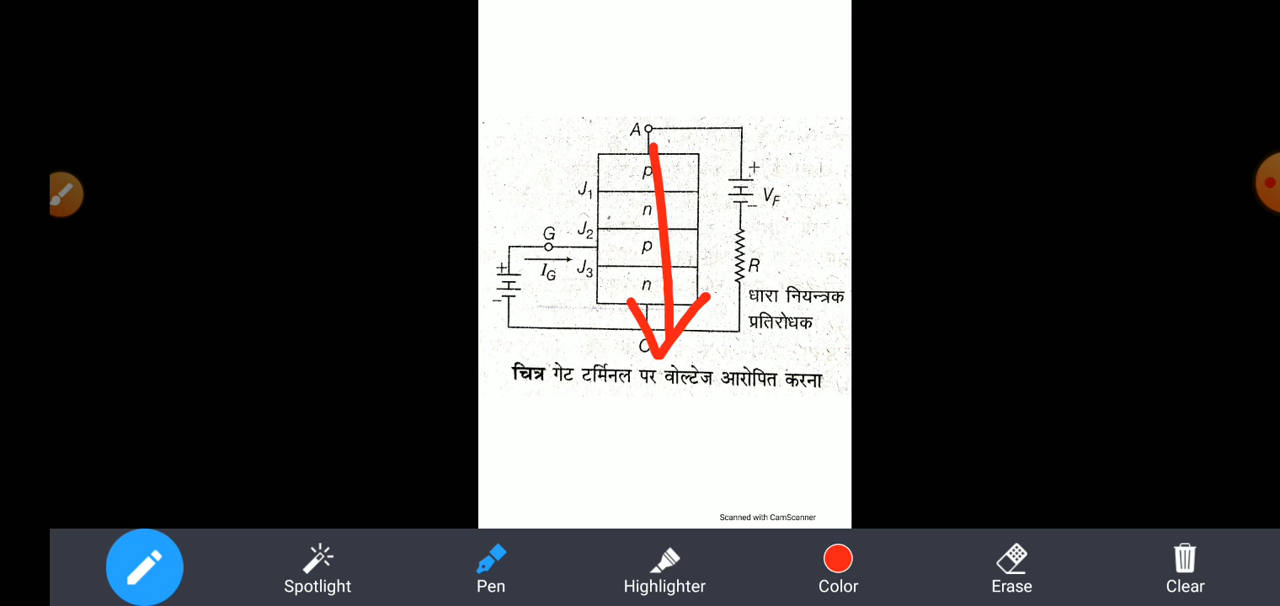 A
p
J1
+
n
VF
−
J2
G
p
J3
R
+
IG
n
−
धारा नियन्त्रक
प्रतिरोधक
C
चित्र गेट टर्मिनल पर वोल्टेज आरोपित करना
Scanned with CamScanner
Spotlight
Pen
Highlighter
Color
Erase
Clear